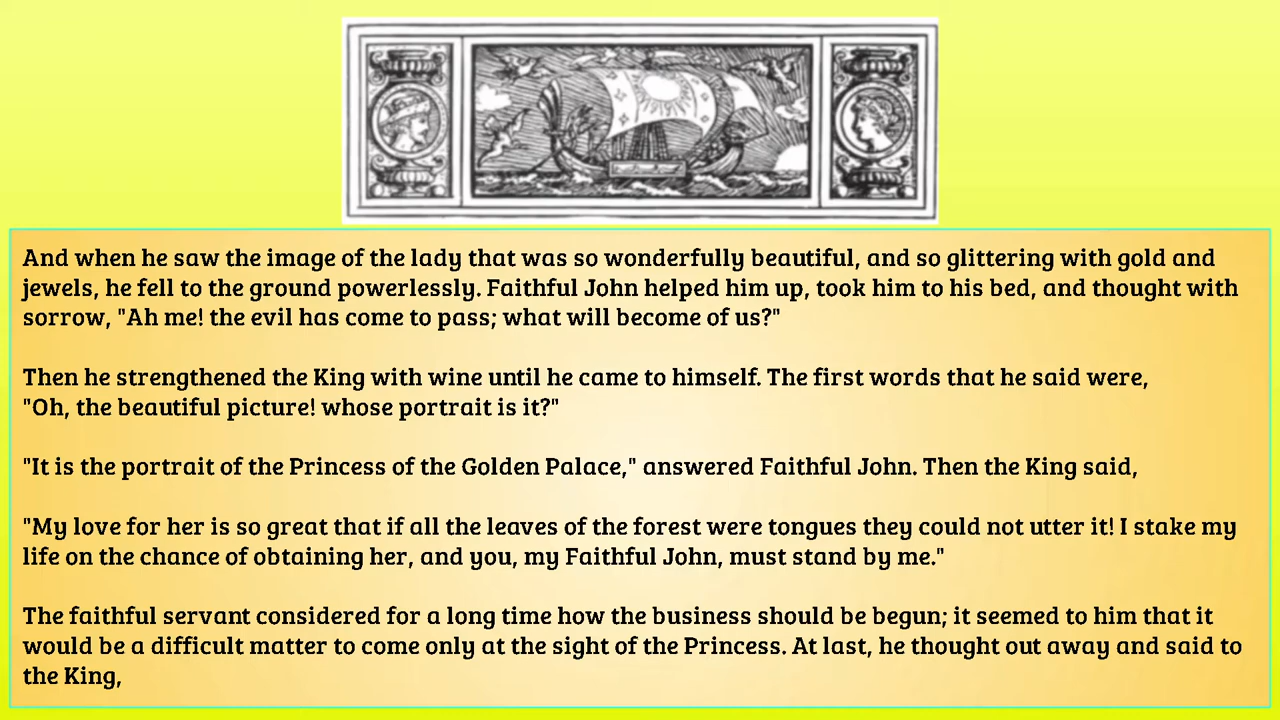 And when he saw the image of the lady that was so wonderfully beautiful, and so glittering with gold and
jewels, he fell to the ground powerlessly. Faithful John helped him up, took him to his bed, and thought with
sorrow, "Ah me! the evil has come to pass; what will become of us?"
Then he strengthened the King with wine until he came to himself. The first words that he said were,
"Oh, the beautiful picture! whose portrait is it?"
"It is the portrait of the Princess of the Golden Palace," answered Faithful John. Then the King said,
"My love for her is so great that if all the leaves of the forest were tongues they could not utter it! I stake my
life on the chance of obtaining her, and you, my Faithful John, must stand by me."
The faithful servant considered for a long time how the business should be begun; it seemed to him that it
would be a difficult matter to come only at the sight of the Princess. At last, he thought out away and said to
the King,